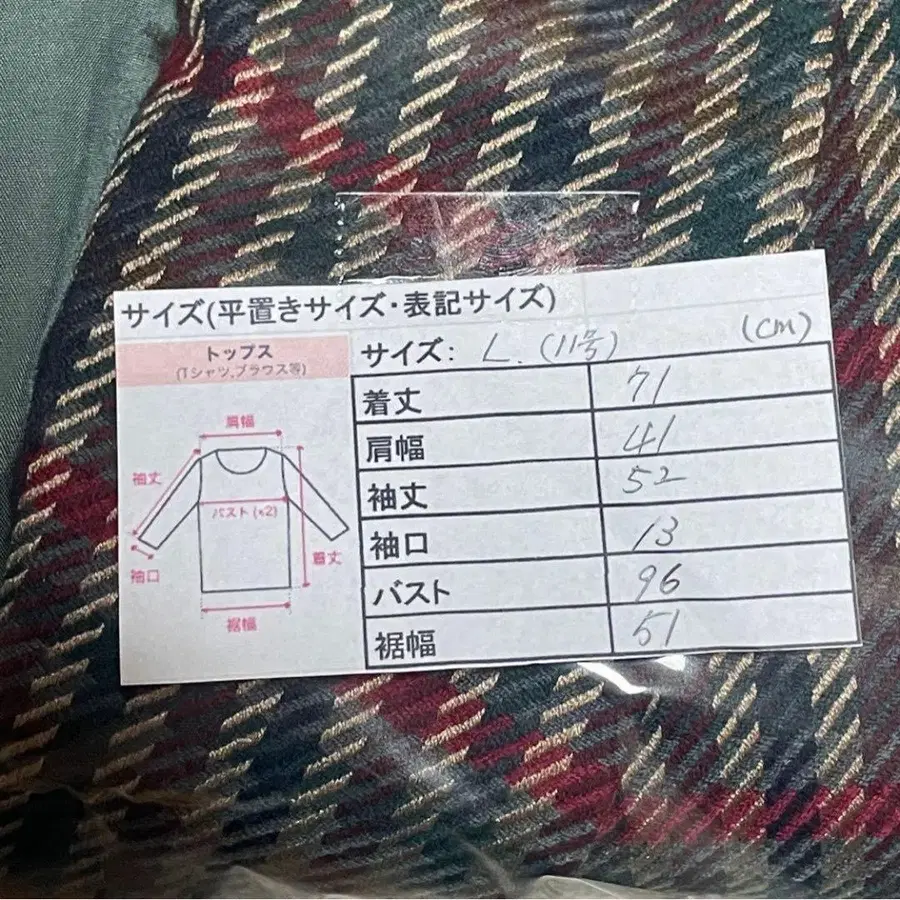 サイズ(平置きサイズ・表記サイズ)
トップス
(Tシャツ,ブラウス等)
サイズ: L. (11号) (cm)
着丈 71
肩幅 41
袖丈 52
袖口 13
バスト 96
裾幅 51
肩幅
袖丈
バスト (x2)
着丈
袖口
裾幅